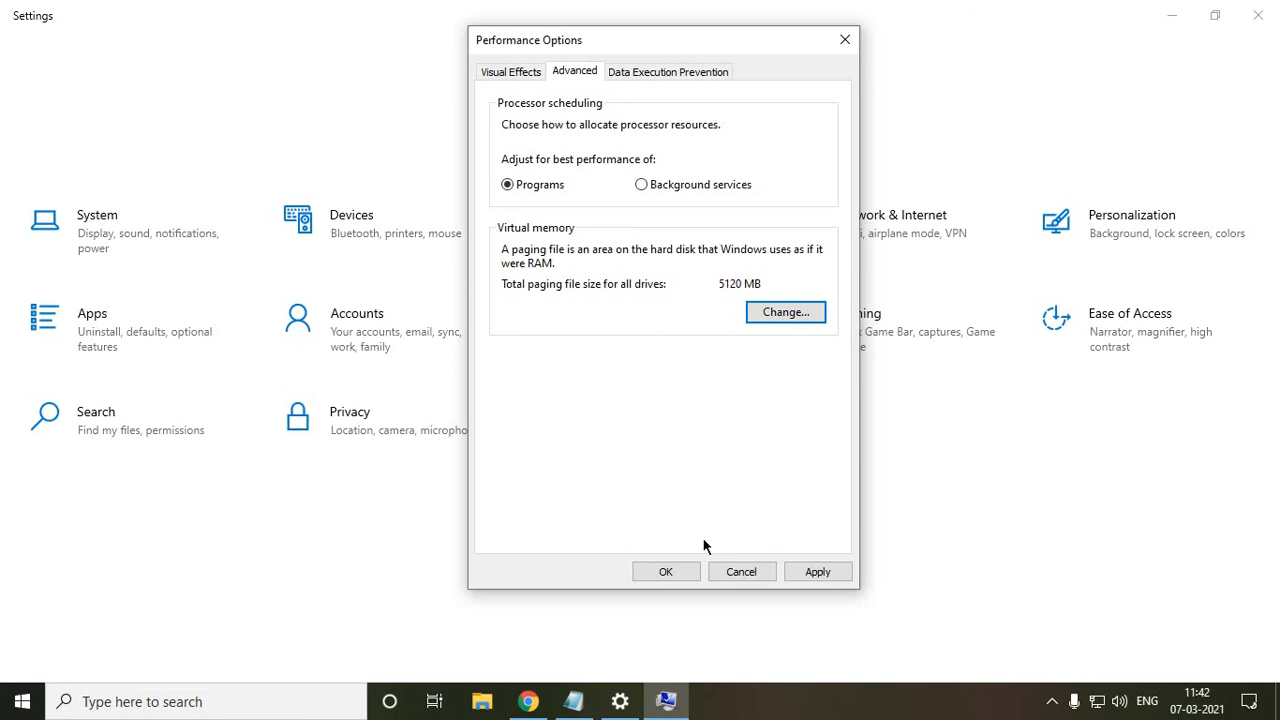 Settings
Performance Options
Visual Effects
Advanced
Data Execution Prevention
Processor scheduling
Choose how to allocate processor resources.
Adjust for best performance of:
Programs
Background services
Virtual memory
A paging file is an area on the hard disk that Windows uses as if it
were RAM.
Total paging file size for all drives:
5120 MB
Change...
OK
Cancel
Apply
System
Display, sound, notifications,
power
Devices
Bluetooth, printers, mouse
work & Internet
i, airplane mode, VPN
Personalization
Background, lock screen, colors
Apps
Uninstall, defaults, optional
features
Accounts
Your accounts, email, sync,
work, family
ing
Game Bar, captures, Game
e
Ease of Access
Narrator, magnifier, high
contrast
Search
Find my files, permissions
Privacy
Location, camera, micropho
Type here to search
ENG
11:42
07-03-2021